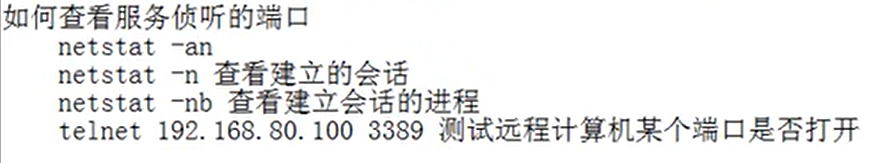 如何查看服务侦听的端口
netstat -an
netstat -n 查看建立的会话
netstat -nb 查看建立会话的进程
telnet 192.168.80.100 3389 测试远程计算机某个端口是否打开